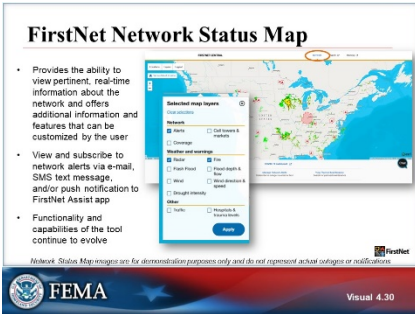 FirstNet Network Status Map
• Provides the ability to
view pertinent, real-time
information about the
network and offers
additional information and
features that can be
customized by the user
• View and subscribe to
network alerts via e-mail,
SMS text message,
and/or push notification to
FirstNet Assist app
• Functionality and
capabilities of the tool
continue to evolve
FIRSTNET CENTRAL
Selected map layers
Network
Alerts
Cell towers &
markets
Coverage
Weather and warnings
Radar
Fire
Flash Flood
Flood depth &
flow
Wind
Wind direction &
speed
Drought intensity
Other
Traffic
Hospitals &
trauma levels
Apply
FirstNet
Network Status Map images are for demonstration purposes only and do not represent actual outages or notifications
FEMA
Visual 4.30